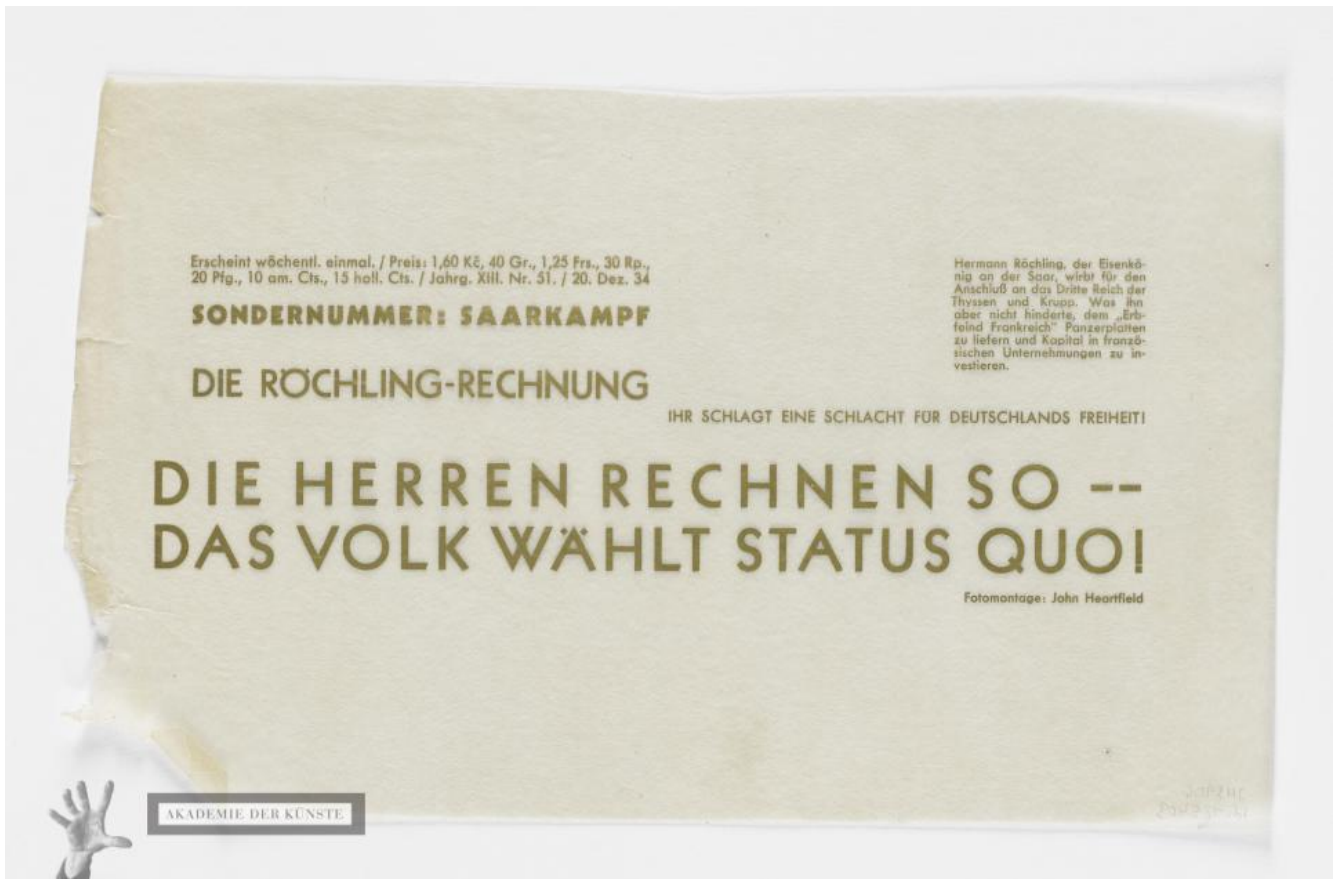 Erscheint wöchentl. einmal. / Preis: 1,60 Kč, 40 Gr., 1,25 Frs., 30 Rp.,
20 Pfg., 10 am. Cts., 15 holl. Cts. / Jahrg. XIII. Nr. 51. / 20. Dez. 34
SONDERNUMMER: SAARKAMPF
DIE RÖCHLING-RECHNUNG
Hermann Röchling, der Eisenkö-
nig an der Saar, wirbt für den
Anschluß an das Dritte Reich der
Thyssen und Krupp. Was ihn
aber nicht hinderte, dem „Erb-
feind Frankreich" Panzerplatten
zu liefern und Kapital in franzö-
sischen Unternehmungen zu in-
vestieren.
IHR SCHLAGT EINE SCHLACHT FÜR DEUTSCHLANDS FREIHEIT!
DIE HERREN RECHNEN SO --
DAS VOLK WÄHLT STATUS QUO!
Fotomontage: John Heartfield
AKADEMIE DER KÜNSTE